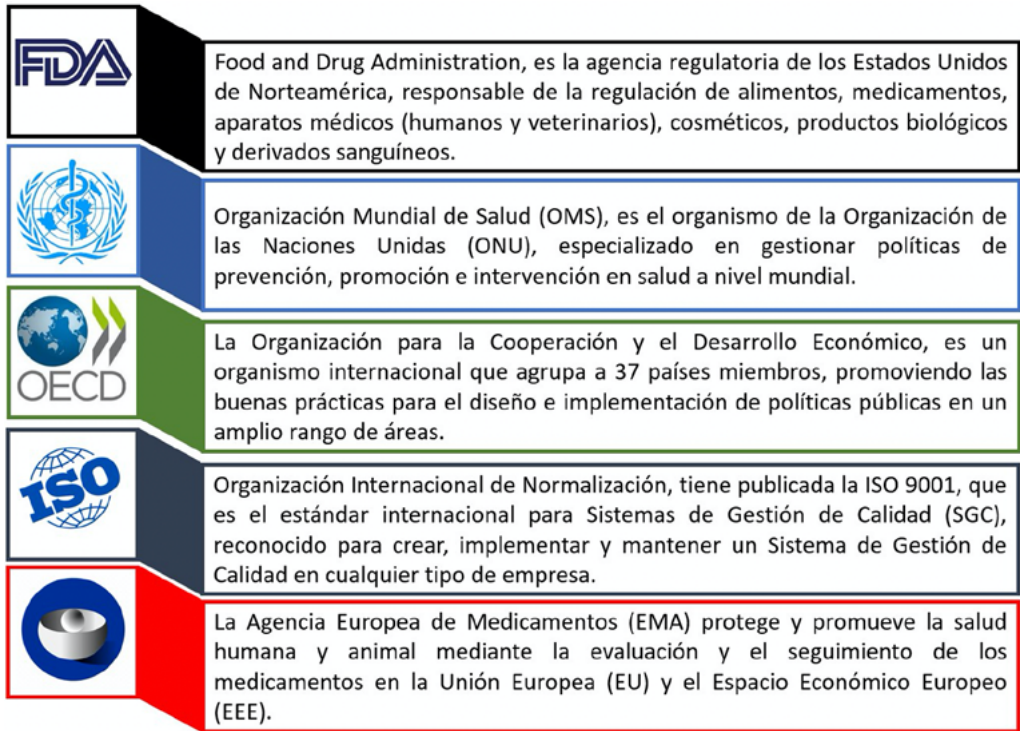 FDA
Food and Drug Administration, es la agencia regulatoria de los Estados Unidos
de Norteamérica, responsable de la regulación de alimentos, medicamentos,
aparatos médicos (humanos y veterinarios), cosméticos, productos biológicos
y derivados sanguíneos.
Organización Mundial de Salud (OMS), es el organismo de la Organización de
las Naciones Unidas (ONU), especializado en gestionar políticas de
prevención, promoción e intervención en salud a nivel mundial.
OECD
La Organización para la Cooperación y el Desarrollo Económico, es un
organismo internacional que agrupa a 37 países miembros, promoviendo las
buenas prácticas para el diseño e implementación de políticas públicas en un
amplio rango de áreas.
ISO
Organización Internacional de Normalización, tiene publicada la ISO 9001, que
es el estándar internacional para Sistemas de Gestión de Calidad (SGC),
reconocido para crear, implementar y mantener un Sistema de Gestión de
Calidad en cualquier tipo de empresa.
La Agencia Europea de Medicamentos (EMA) protege y promueve la salud
humana y animal mediante la evaluación y el seguimiento de los
medicamentos en la Unión Europea (EU) y el Espacio Económico Europeo
(EEE).